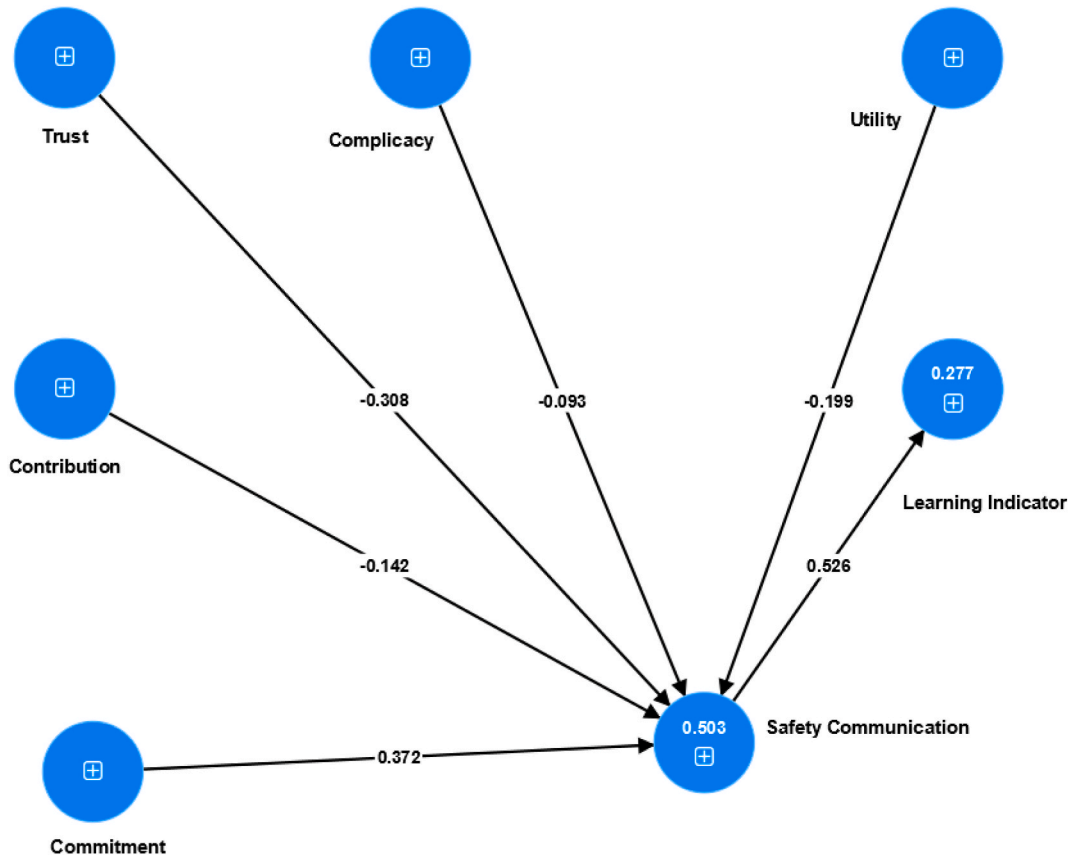 Trust
Complicacy
Utility
0.277
-0.308
-0.093
-0.199
Contribution
Learning Indicator
-0.142
0.526
0.503
Safety Communication
0.372
Commitment